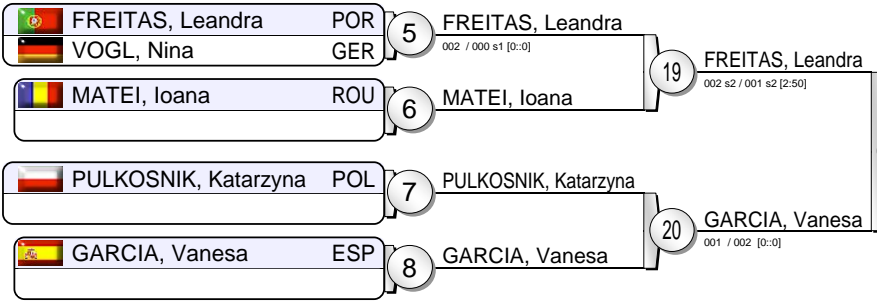 FREITAS, Leandra POR
VOGL, Nina GER
5
FREITAS, Leandra
002 / 000 s1 [0::0]
MATEI, Ioana ROU
6
MATEI, Ioana
19
FREITAS, Leandra
002 s2 / 001 s2 [2:50]
PULKOSNIK, Katarzyna POL
7
PULKOSNIK, Katarzyna
GARCIA, Vanesa ESP
8
GARCIA, Vanesa
20
GARCIA, Vanesa
001 / 002 [0::0]